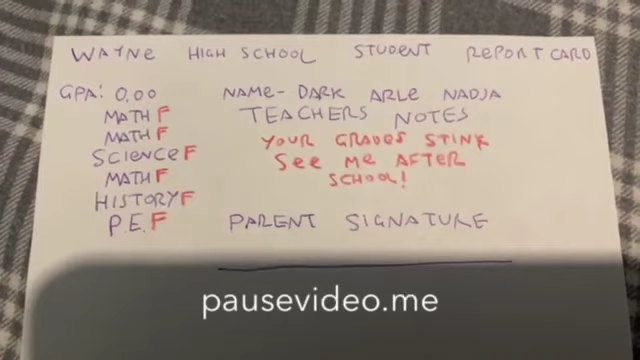 WAYNE HIGH SCHOOL STUDENT REPORT CARD
GPA: 0.00 NAME- DARK ARLE NADJA
MATH F TEACHERS NOTES
MATH F YOUR GRADES STINK
SCIENCE F SEE ME AFTER
MATH F SCHOOL!
HISTORY F
P.E. F PARENT SIGNATURE
pausevideo.me